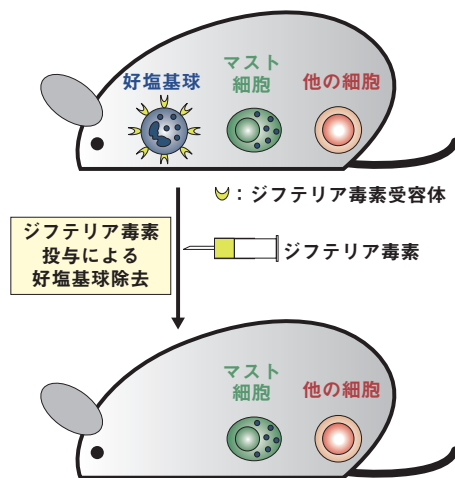 好塩基球
マスト
細胞
他の細胞
：ジフテリア毒素受容体
ジフテリア毒素
投与による
好塩基球除去
ジフテリア毒素
マスト
細胞
他の細胞